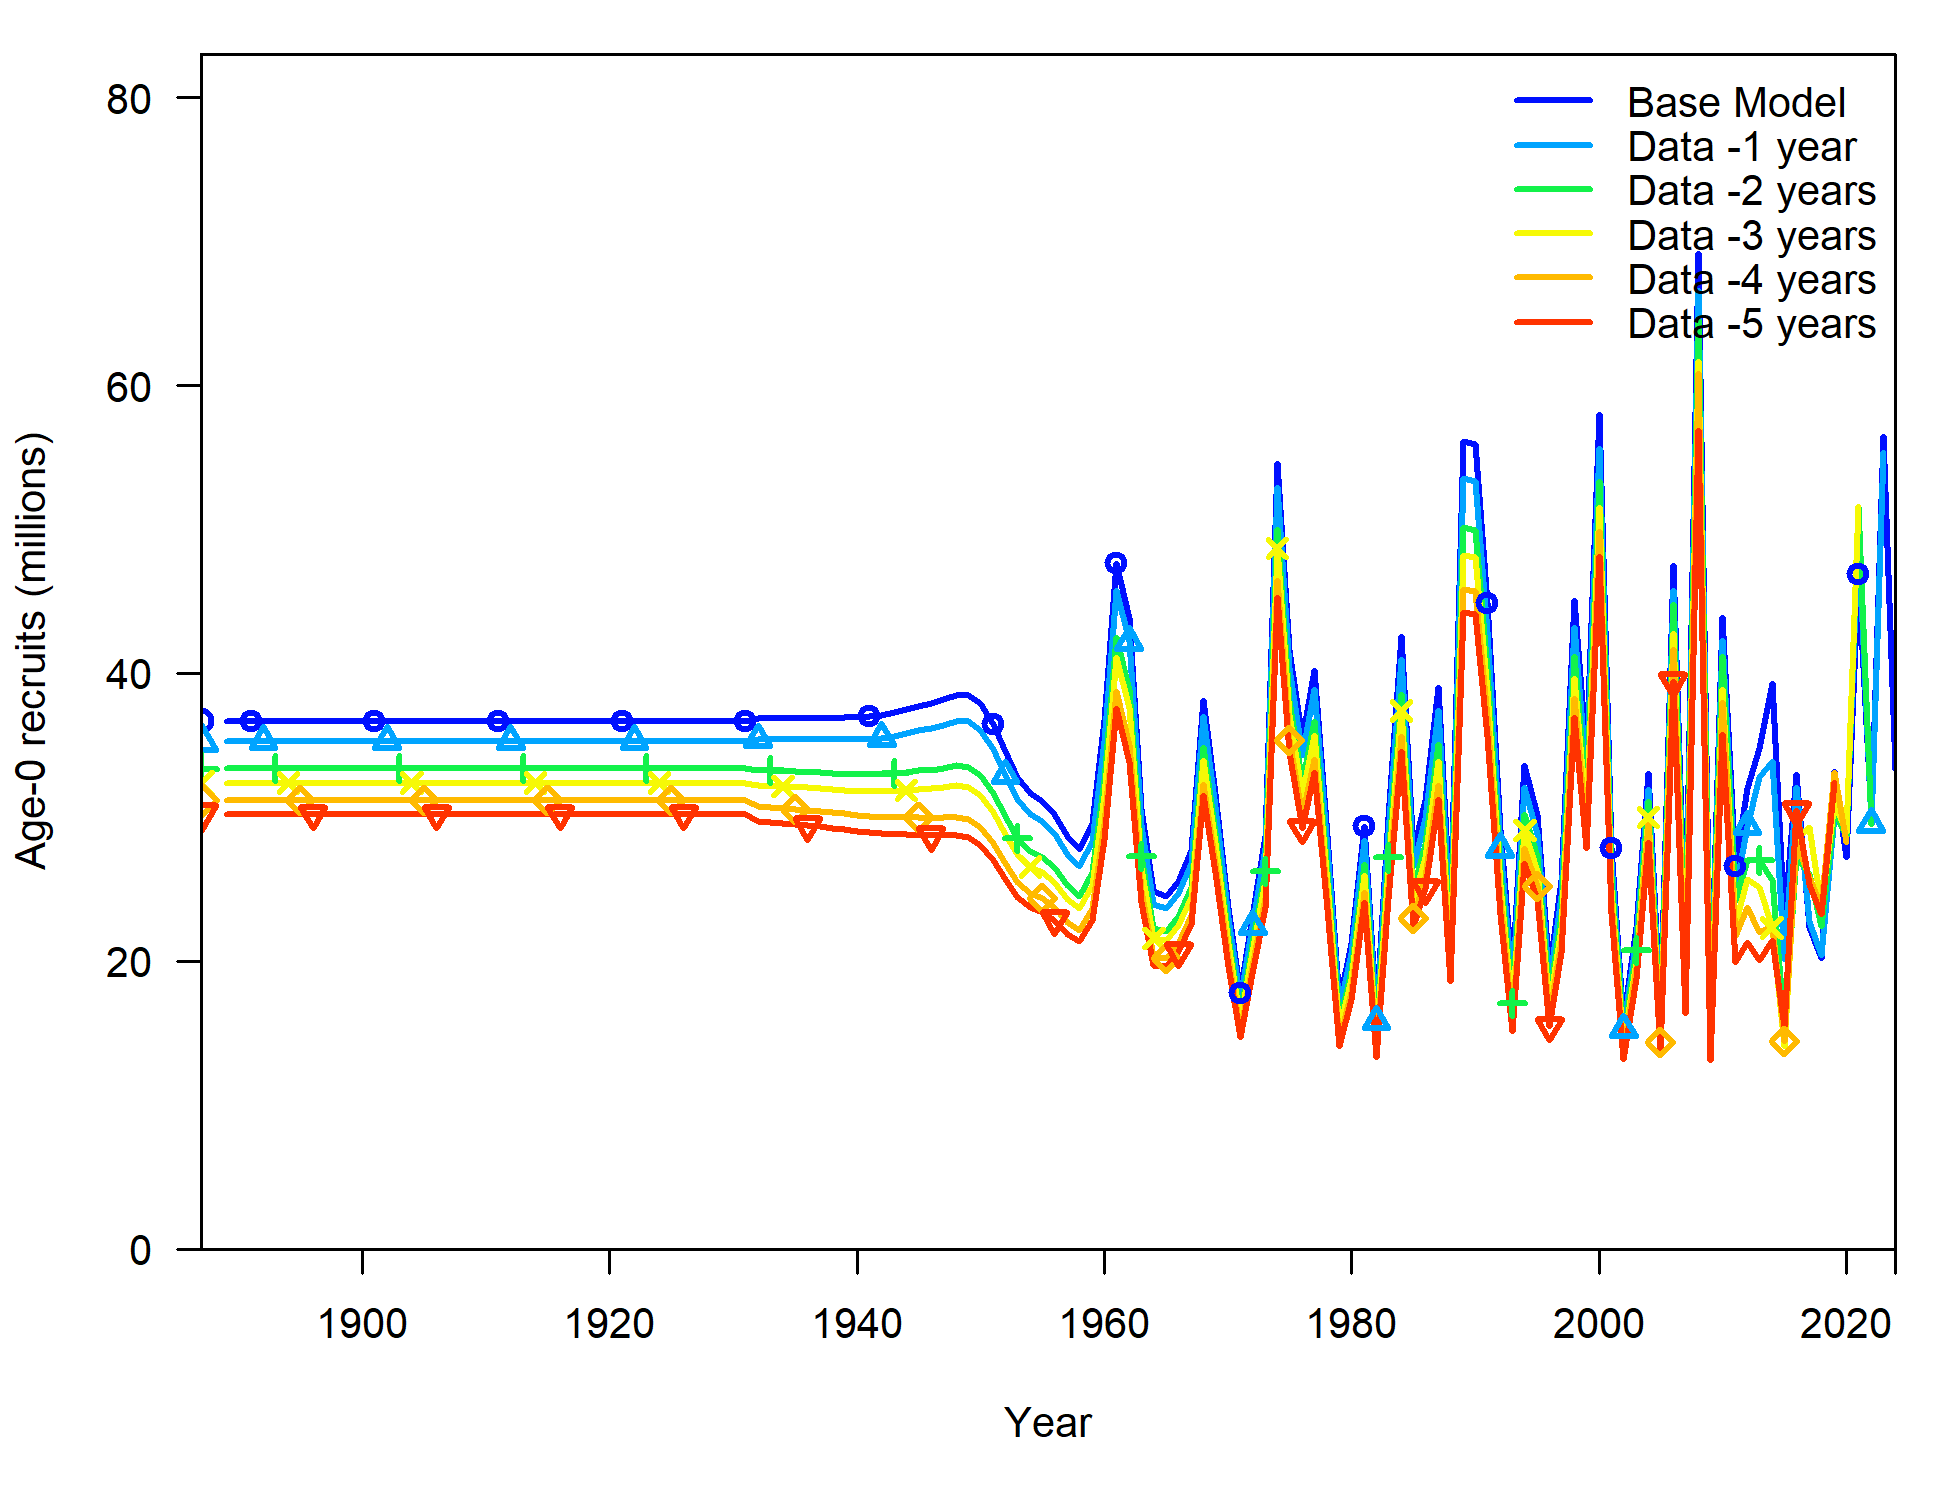 Base Model
Data -1 year
Data -2 years
Data -3 years
Data -4 years
Data -5 years
80
60
40
20
0
Age-0 recruits (millions)
1900 1920 1940 1960 1980 2000 2020
Year